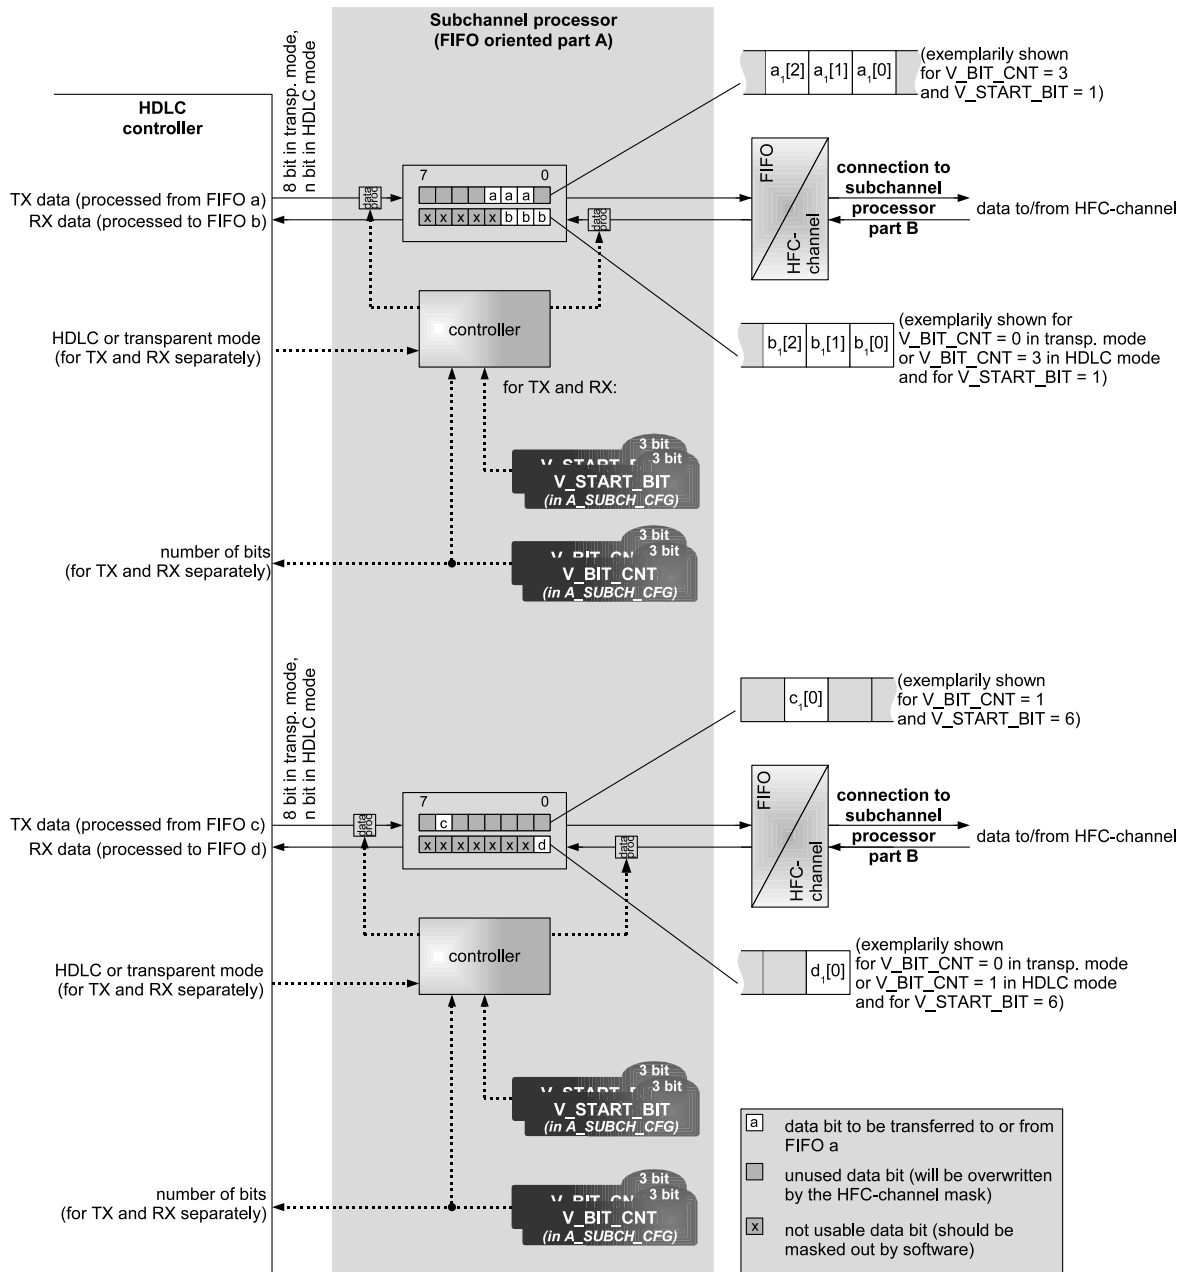 Subchannel processor
(FIFO oriented part A)
8 bit in transp. mode,
n bit in HDLC mode
HDLC
controller
a1[2] a1[1] a1[0]
(exemplarily shown
for V_BIT_CNT = 3
and V_START_BIT = 1)
7 0
a a a
x x x x x b b b
data
proc
data
proc
TX data (processed from FIFO a)
RX data (processed to FIFO b)
FIFO
HFC-
channel
connection to
subchannel
processor
part B
data to/from HFC-channel
controller
HDLC or transparent mode
(for TX and RX separately)
b1[2] b1[1] b1[0]
(exemplarily shown for
V_BIT_CNT = 0 in transp. mode
or V_BIT_CNT = 3 in HDLC mode
and for V_START_BIT = 1)
for TX and RX:
3 bit
3 bit
V_START_BIT
(in A_SUBCH_CFG)
3 bit
3 bit
V_BIT_CNT
(in A_SUBCH_CFG)
number of bits
(for TX and RX separately)
8 bit in transp. mode,
n bit in HDLC mode
c1[0]
(exemplarily shown
for V_BIT_CNT = 1
and V_START_BIT = 6)
7 0
c
x x x x x x x d
data
proc
data
proc
TX data (processed from FIFO c)
RX data (processed to FIFO d)
FIFO
HFC-
channel
connection to
subchannel
processor
part B
data to/from HFC-channel
controller
HDLC or transparent mode
(for TX and RX separately)
d1[0]
(exemplarily shown
for V_BIT_CNT = 0 in transp. mode
or V_BIT_CNT = 1 in HDLC mode
and for V_START_BIT = 6)
3 bit
3 bit
V_START_BIT
(in A_SUBCH_CFG)
3 bit
3 bit
V_BIT_CNT
(in A_SUBCH_CFG)
number of bits
(for TX and RX separately)
a data bit to be transferred to or from
FIFO a
unused data bit (will be overwritten
by the HFC-channel mask)
x not usable data bit (should be
masked out by software)